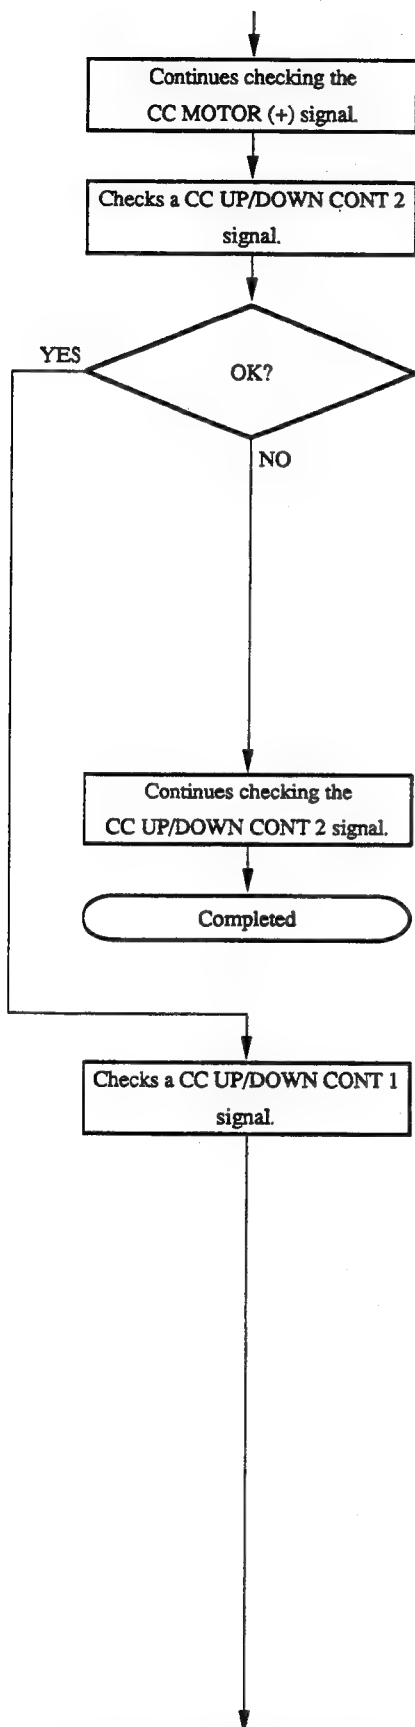 Continues checking the
CC MOTOR (+) signal.
Checks a CC UP/DOWN CONT 2
signal.
YES
OK?
NO
Continues checking the
CC UP/DOWN CONT 2 signal.
Completed
Checks a CC UP/DOWN CONT 1
signal.